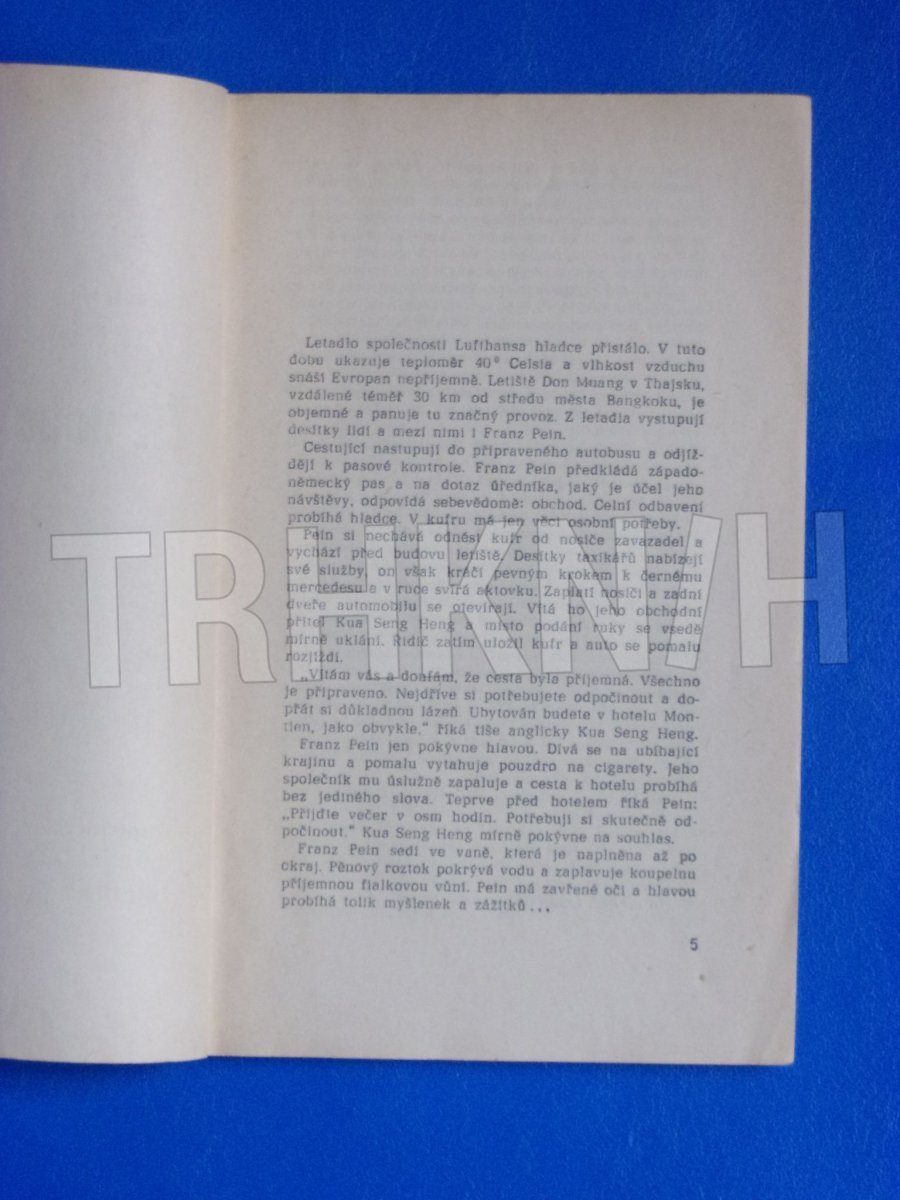 Letadlo společnosti Lufthansa hladce přistálo. V tuto
dobu ukazuje teploměr 40° Celsia a vlhkost vzduchu
snáší Evropan nepříjemně. Letiště Don Muang v Thajsku,
vzdálené téměř 30 km od středu města Bangkoku, je
objemné a panuje tu značný provoz. Z letadla vystupují
desítky lidí a mezi nimi i Franz Pein.
Cestující nastupují do připraveného autobusu a odjíž-
dějí k pasové kontrole. Franz Pein předkládá západo-
německý pas a na dotaz úředníka, jaký je účel jeho
návštěvy, odpovídá sebevědomě: obchod. Celní odbavení
probíhá hladce. V kufru má jen věci osobní potřeby.
Pein si nechává odnést kufr od nosiče zavazadel a
vychází před budovu letiště. Desítky taxikářů nabízejí
své služby, on však kráčí pevným krokem k černému
mercedesu a v ruce svírá aktovku. Zaplatí nosiči a zadní
dveře automobilu se otevírají. Vítá ho jeho obchodní
přítel Kua Seng Heng a místo podání ruky se vsedě
mírně uklání. Řidič zatím uložil kufr a auto se pomalu
rozjíždí.
„Vítám vás a doufám, že cesta byla příjemná. Všechno
je připraveno. Nejdříve si potřebujete odpočinout a do-
přát si důkladnou lázeň. Ubytován budete v hotelu Mon-
tien, jako obvykle,“ říká tiše anglicky Kua Seng Heng.
Franz Pein jen pokývne hlavou. Dívá se na ubíhající
krajinu a pomalu vytahuje pouzdro na cigarety. Jeho
společník mu úslužně zapaluje a cesta k hotelu probíhá
bez jediného slova. Teprve před hotelem říká Pein:
„Přijďte večer v osm hodin. Potřebuji si skutečně od-
počinout.“ Kua Seng Heng mírně pokývne na souhlas.
Franz Pein sedí ve vaně, která je naplněna až po
okraj. Pěnový roztok pokrývá vodu a zaplavuje koupelnu
příjemnou fialkovou vůní. Pein má zavřené oči a hlavou
probíhá tolik myšlenek a zážitků...
5
TRHKNIH